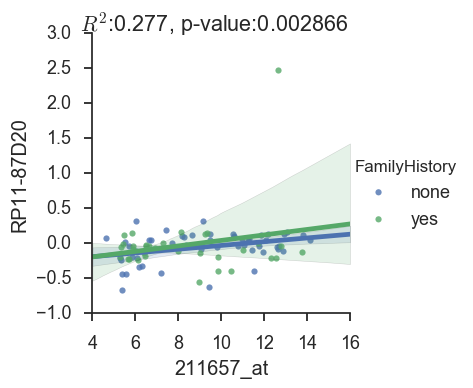 R²:0.277, p-value:0.002866
3.0
2.5
2.0
1.5
1.0
0.5
0.0
−0.5
−1.0
RP11-87D20
4 6 8 10 12 14 16
211657_at
FamilyHistory
none
yes